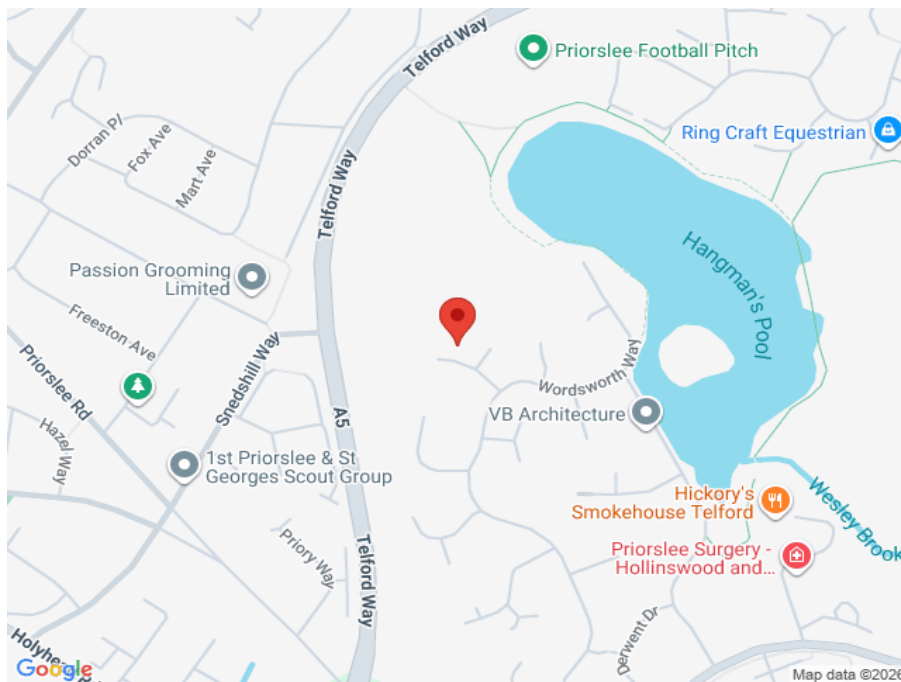 Telford Way
Priorslee Football Pitch
Ring Craft Equestrian
Dorran Pl
Fox Ave
Mart Ave
Telford Way
Hangman's Pool
Passion Grooming
Limited
Freeston Ave
Snedshill Way
Priorslee Rd
Wordsworth Way
VB Architecture
A5
Hazel Way
1st Priorslee & St
Georges Scout Group
Hickory's
Smokehouse Telford
Wesley Brook
Priory Way
Telford Way
Priorslee Surgery -
Hollinswood and...
Derwent Dr
Google
Map data ©2026